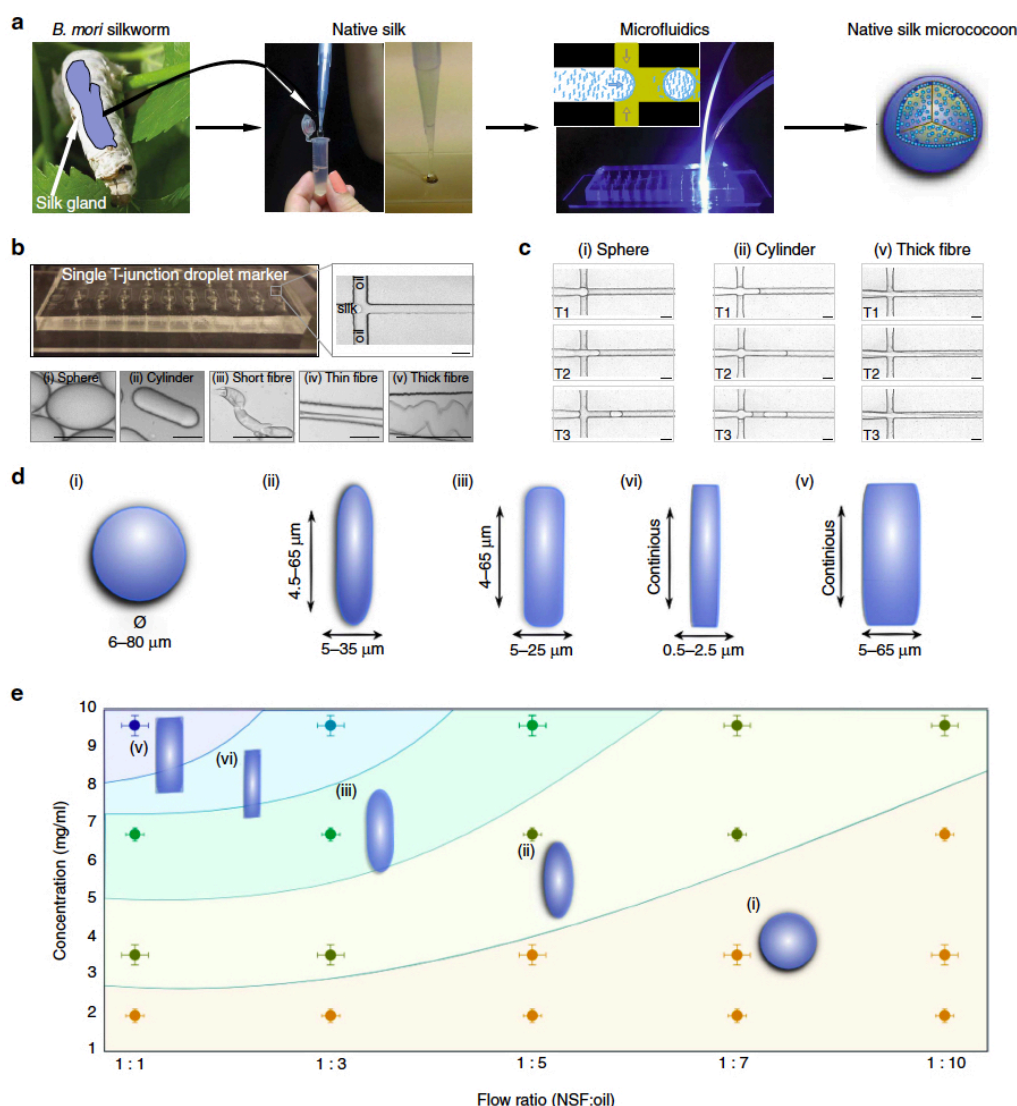 a
B. mori silkworm
Native silk
Microfluidics
Native silk micrococoon
Silk gland
b
Single T-junction droplet marker
oil
silk
oil
(i) Sphere
(ii) Cylinder
(iii) Short fibre
(iv) Thin fibre
(v) Thick fibre
c
(i) Sphere
(ii) Cylinder
(v) Thick fibre
T1
T1
T1
T2
T2
T2
T3
T3
T3
d
(i)
(ii)
(iii)
(vi)
(v)
4.5–65 μm
4–65 μm
Continious
Continious
Ø
6–80 μm
5–35 μm
5–25 μm
0.5–2.5 μm
5–65 μm
e
Concentration (mg/ml)
10
9
8
7
6
5
4
3
2
1
(v)
(vi)
(iii)
(ii)
(i)
1 : 1
1 : 3
1 : 5
1 : 7
1 : 10
Flow ratio (NSF:oil)